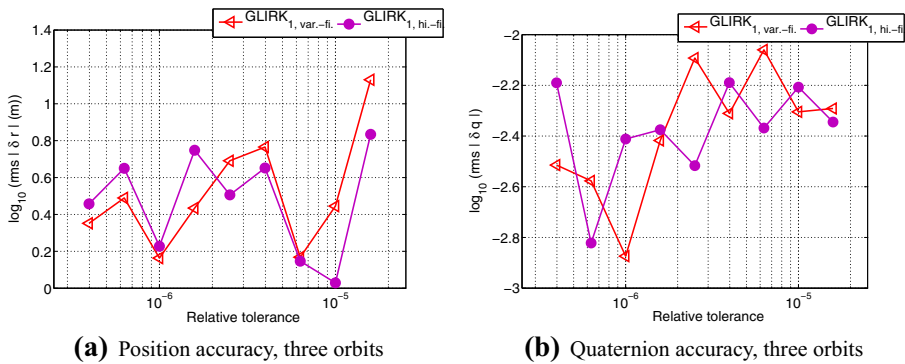 GLIRK1, var.-fi. GLIRK1, hi.-fi.
log10 (rms | δ r | (m))
1.4
1.2
1
0.8
0.6
0.4
0.2
0
10^-6 10^-5
Relative tolerance
(a) Position accuracy, three orbits
GLIRK1, var.-fi. GLIRK1, hi.-fi.
log10 (rms | δ q |)
−2
−2.2
−2.4
−2.6
−2.8
−3
10^-6 10^-5
Relative tolerance
(b) Quaternion accuracy, three orbits